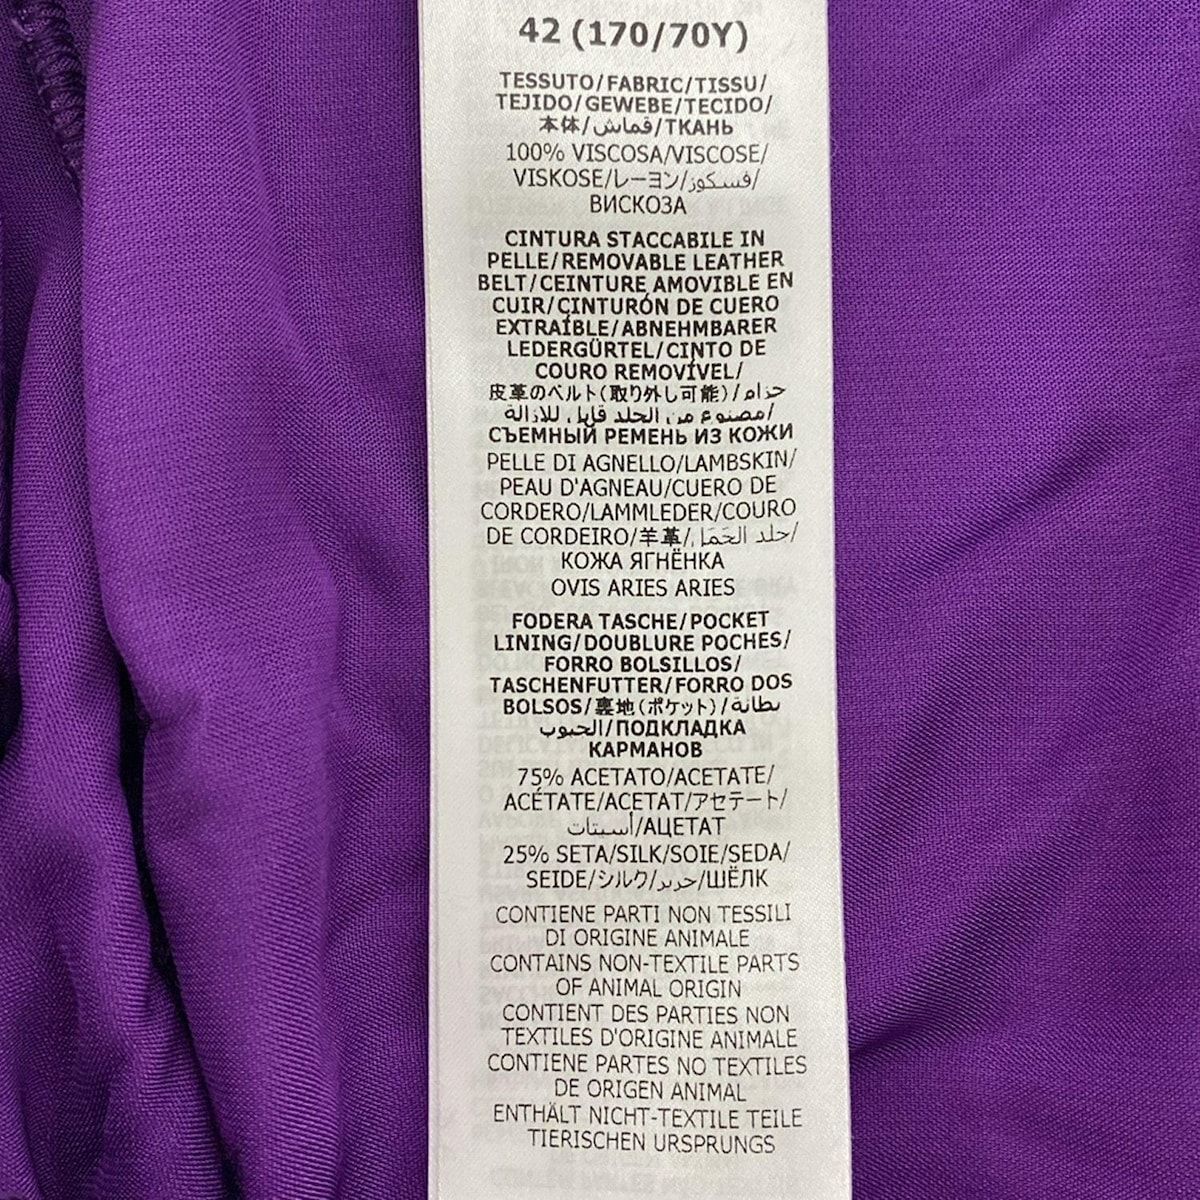 42 (170/70Y)
TESSUTO/FABRIC/TISSU/
TEJIDO/GEWEBE/TECIDO/
本体/قماش/ТКАНЬ
100% VISCOSA/VISCOSE/
VISKOSE/レーヨン/فسكوز/
ВИСКОЗА
CINTURA STACCABILE IN
PELLE/REMOVABLE LEATHER
BELT/CEINTURE AMOVIBLE EN
CUIR/CINTURÓN DE CUERO
EXTRAÍBLE/ABNEHMBARER
LEDERGÜRTEL/CINTO DE
COURO REMOVÍVEL/
皮革のベルト(取り外し可能)/حزام
مصنوع من الجلد قابل للازالة/
СЪЕМНЫЙ РЕМЕНЬ ИЗ КОЖИ
PELLE DI AGNELLO/LAMBSKIN/
PEAU D'AGNEAU/CUERO DE
CORDERO/LAMMLEDER/COURO
DE CORDEIRO/羊革/جلد الحَمَل/
КОЖА ЯГНЁНКА
OVIS ARIES ARIES
FODERA TASCHE/POCKET
LINING/DOUBLURE POCHES/
FORRO BOLSILLOS/
TASCHENFUTTER/FORRO DOS
BOLSOS/裏地(ポケット)/بطانة
الجيوب/ПОДКЛАДКА
КАРМАНОВ
75% ACETATO/ACETATE/
ACÉTATE/ACETAT/アセテート/
أسيتات/АЦЕТАТ
25% SETA/SILK/SOIE/SEDA/
SEIDE/シルク/حرير/ШЁЛК
CONTIENE PARTI NON TESSILI
DI ORIGINE ANIMALE
CONTAINS NON-TEXTILE PARTS
OF ANIMAL ORIGIN
CONTIENT DES PARTIES NON
TEXTILES D'ORIGINE ANIMALE
CONTIENE PARTES NO TEXTILES
DE ORIGEN ANIMAL
ENTHÄLT NICHT-TEXTILE TEILE
TIERISCHEN URSPRUNGS